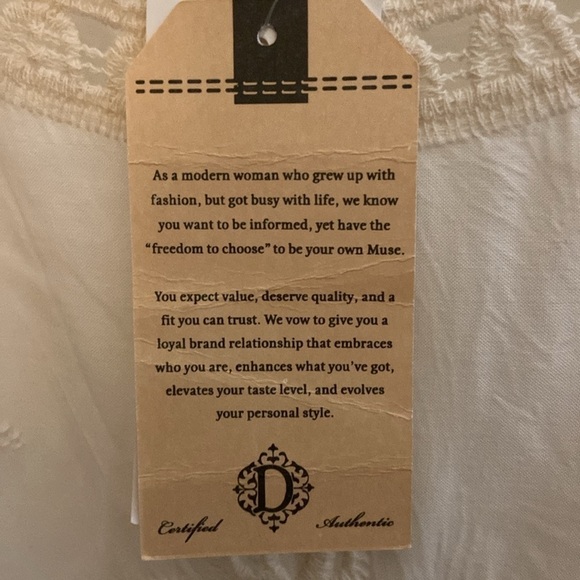 As a modern woman who grew up with
fashion, but got busy with life, we know
you want to be informed, yet have the
“freedom to choose” to be your own Muse.
You expect value, deserve quality, and a
fit you can trust. We vow to give you a
loyal brand relationship that embraces
who you are, enhances what you’ve got,
elevates your taste level, and evolves
your personal style.
D
Certified Authentic